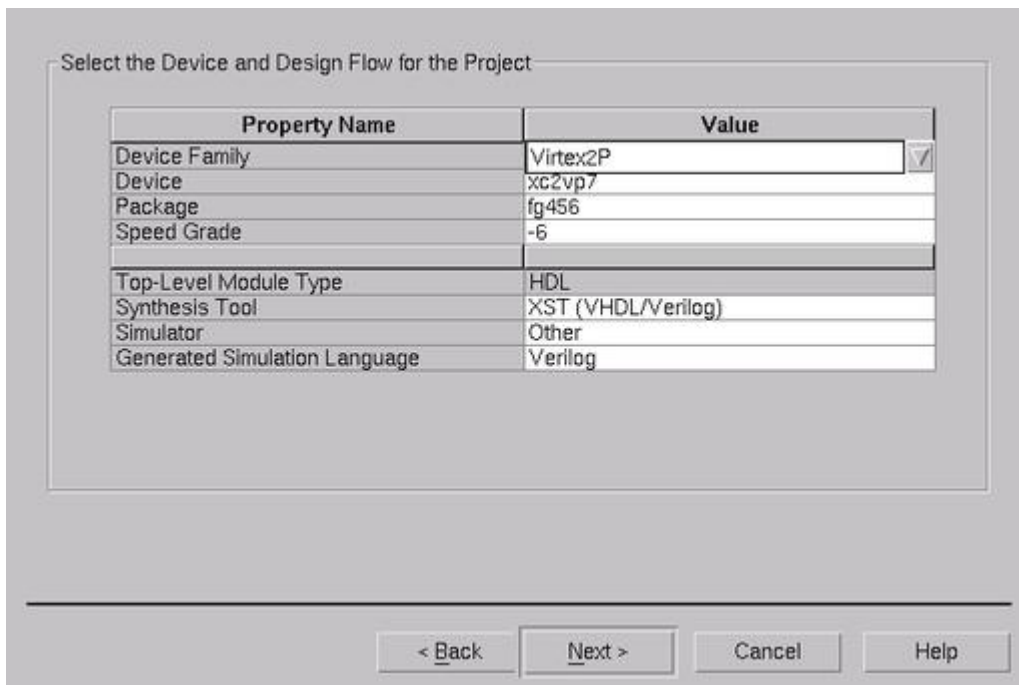 Select the Device and Design Flow for the Project
Property Name Value
Device Family Virtex2P
Device xc2vp7
Package fg456
Speed Grade -6
Top-Level Module Type HDL
Synthesis Tool XST (VHDL/Verilog)
Simulator Other
Generated Simulation Language Verilog
< Back Next > Cancel Help